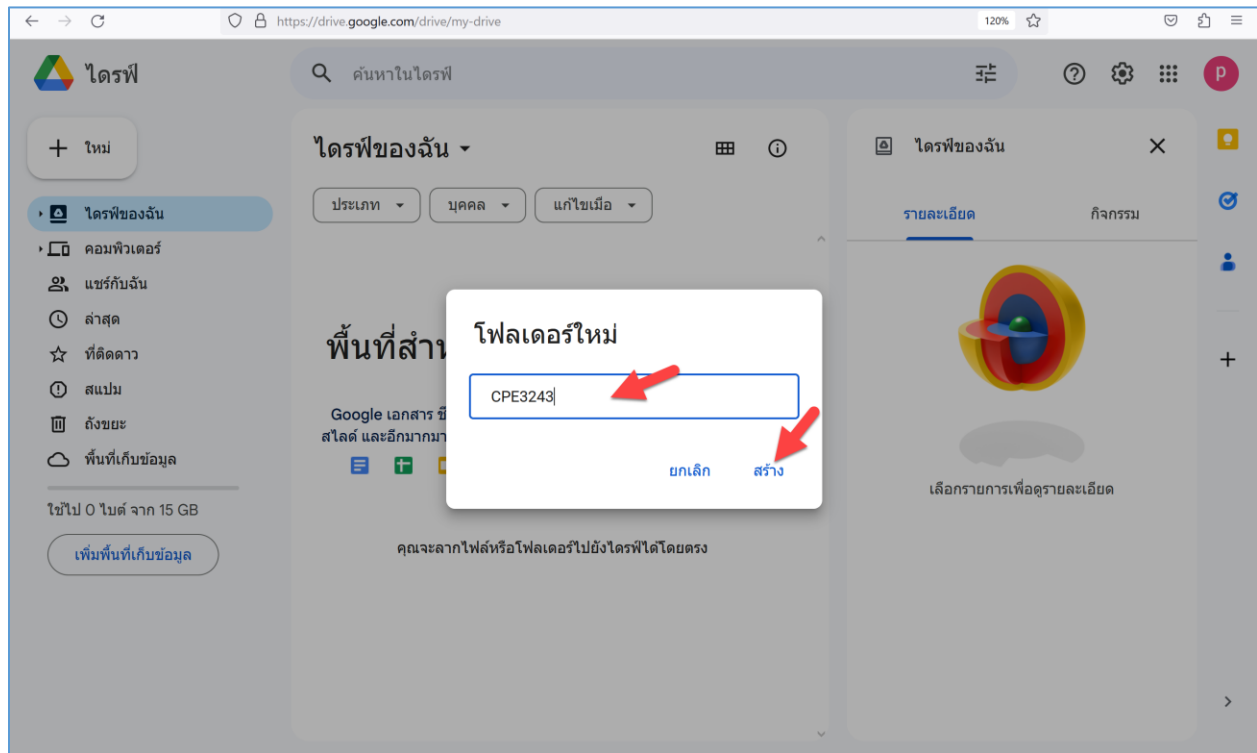 https://drive.google.com/drive/my-drive
120%
ไดรฟ์
ค้นหาในไดรฟ์
p
ใหม่
ไดรฟ์ของฉัน
คอมพิวเตอร์
แชร์กับฉัน
ล่าสุด
ที่ติดดาว
สแปม
ถังขยะ
พื้นที่เก็บข้อมูล
ใช้ไป 0 ไบต์ จาก 15 GB
เพิ่มพื้นที่เก็บข้อมูล
ไดรฟ์ของฉัน
ประเภท
บุคคล
แก้ไขเมื่อ
Google เอกสาร
สไลด์ และอีกมากมา
คุณจะลากไฟล์หรือโฟลเดอร์ไปยังไดรฟ์ได้โดยตรง
โฟลเดอร์ใหม่
CPE3243
ยกเลิก
สร้าง
ไดรฟ์ของฉัน
รายละเอียด
กิจกรรม
เลือกรายการเพื่อดูรายละเอียด